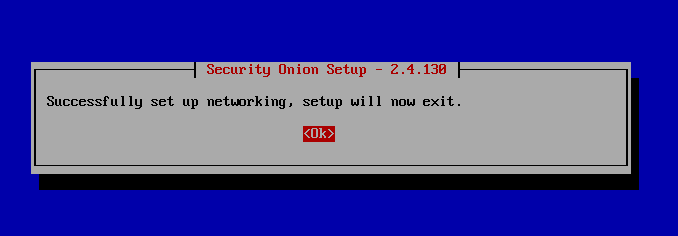 Security Onion Setup - 2.4.130
Successfully set up networking, setup will now exit.
<Ok>